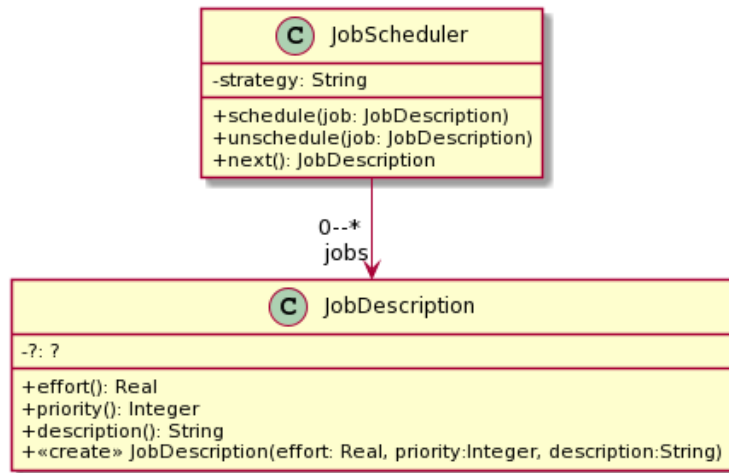 C JobScheduler
-strategy: String
+schedule(job: JobDescription)
+unschedule(job: JobDescription)
+next(): JobDescription
0--*
jobs
C JobDescription
-?: ?
+effort(): Real
+priority(): Integer
+description(): String
+«create» JobDescription(effort: Real, priority:Integer, description:String)